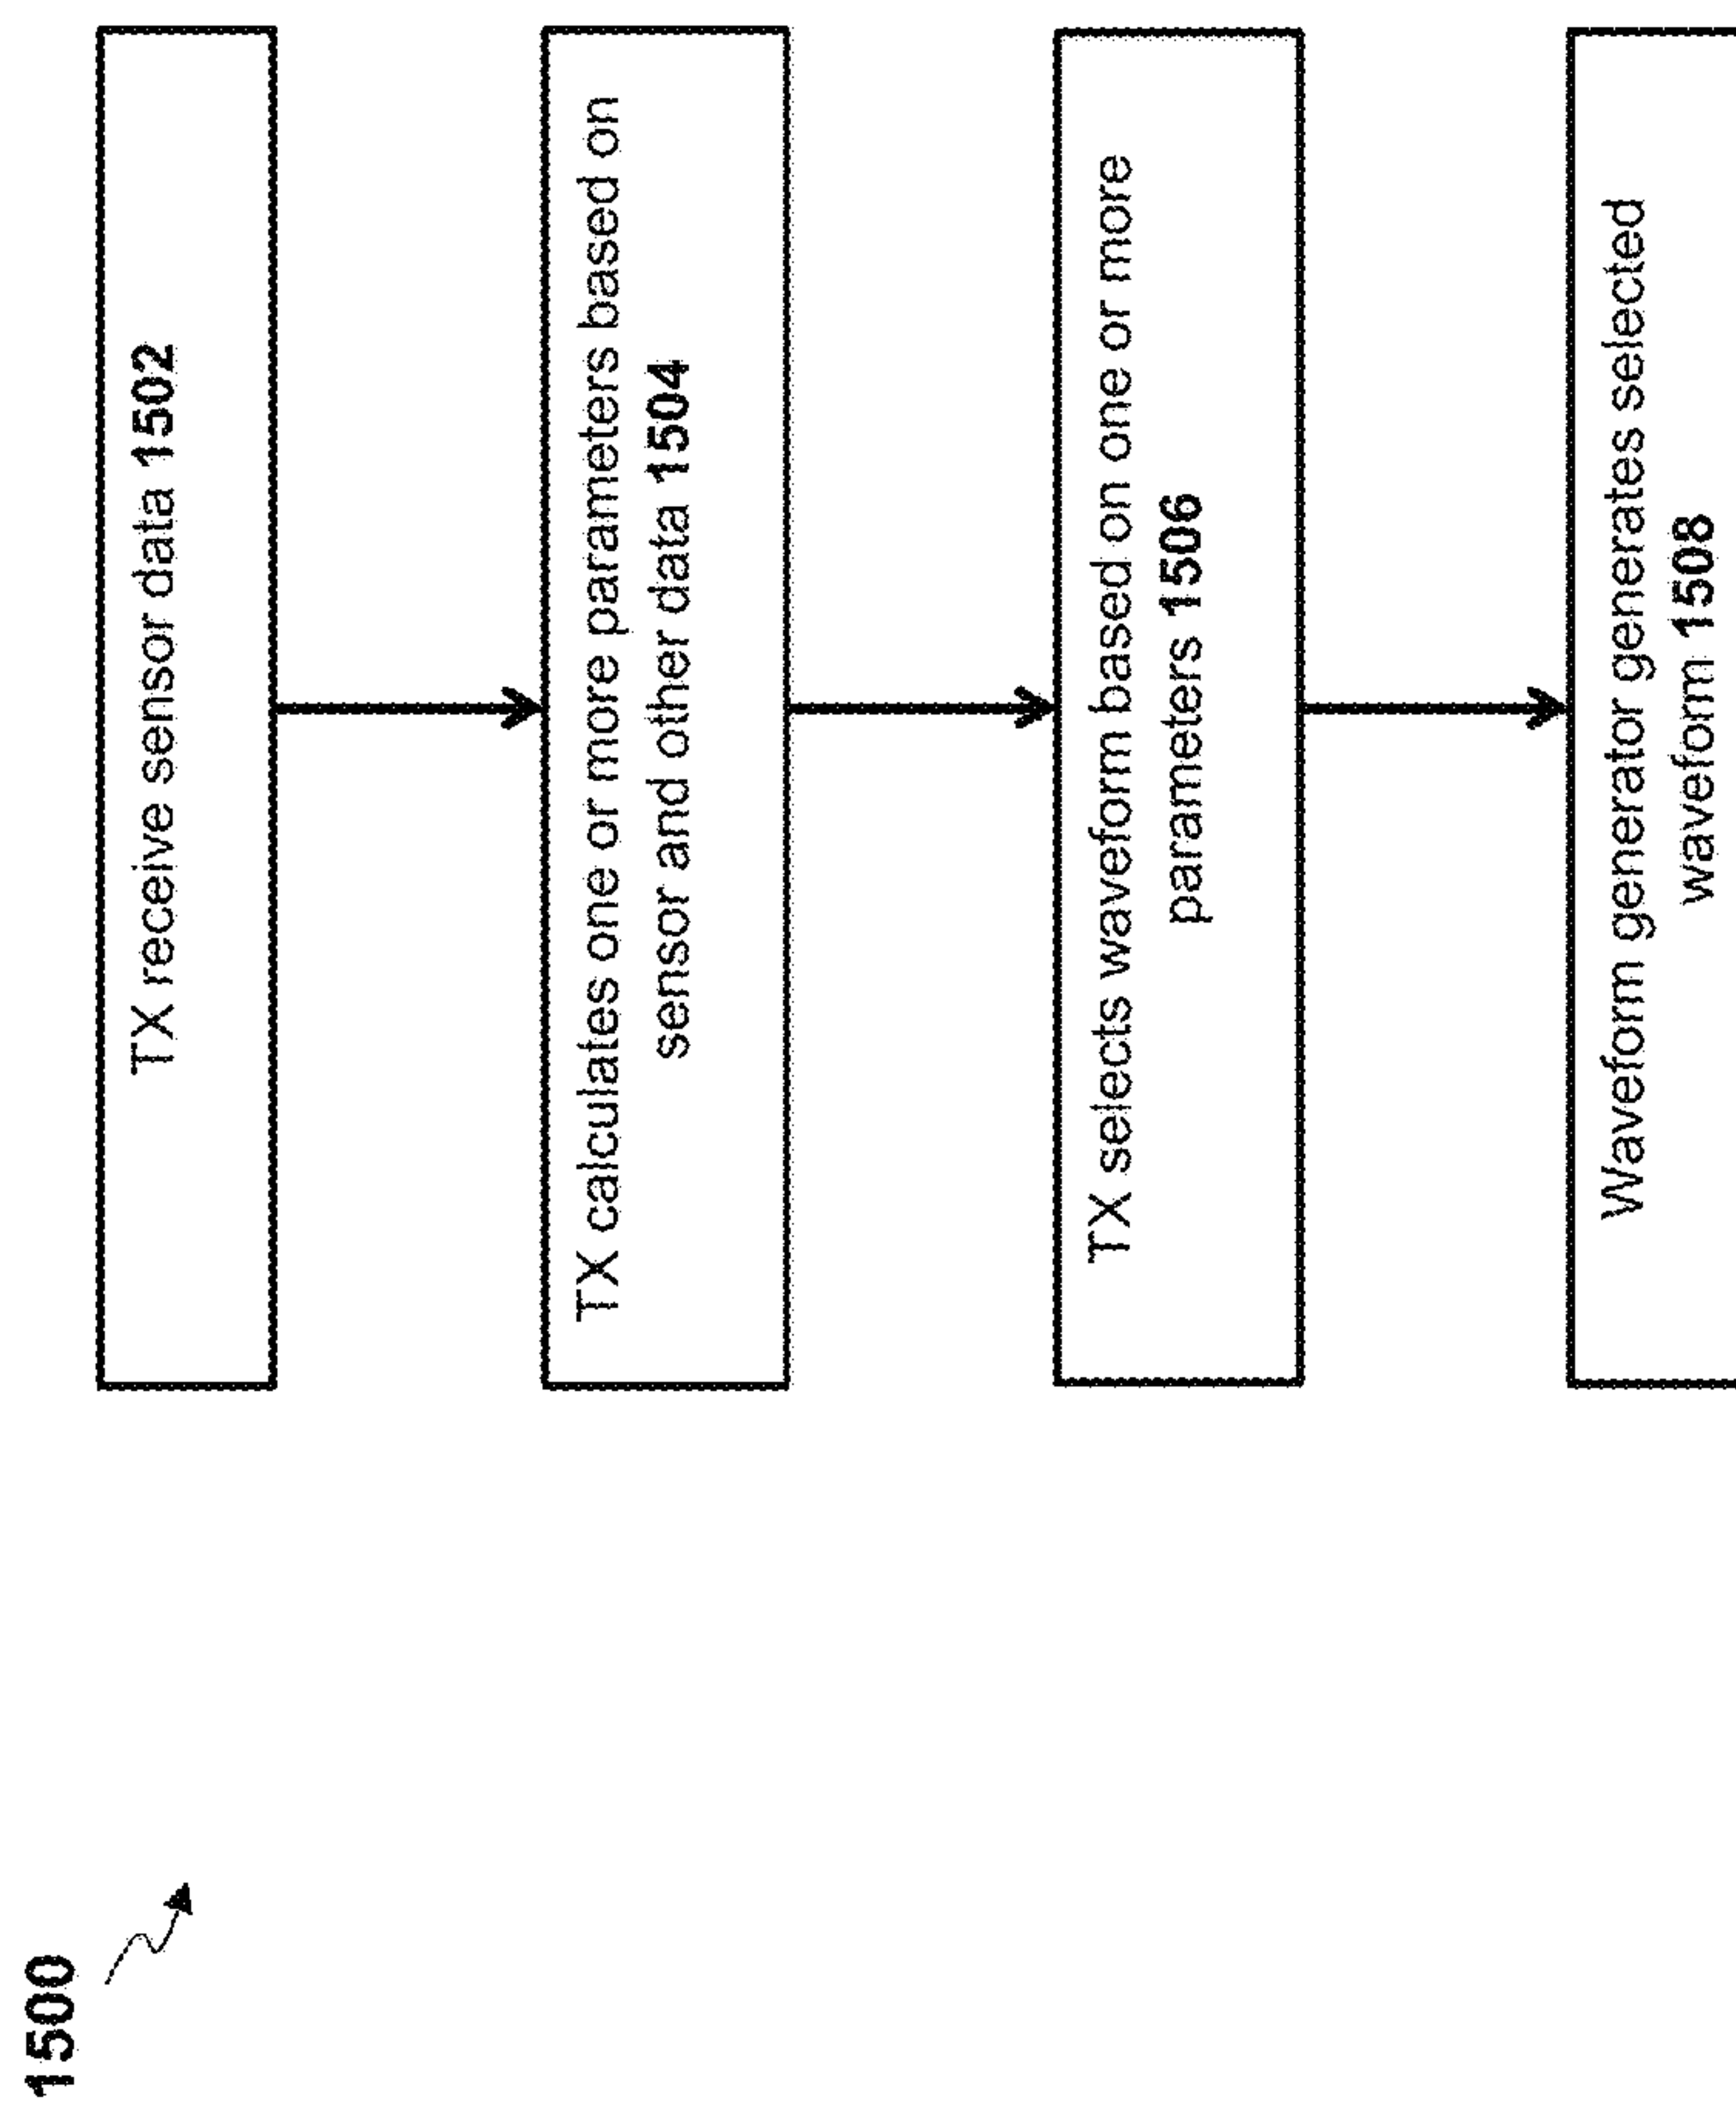 1500
TX receive sensor data 1502
TX calculates one or more parameters based on
sensor and other data 1504
TX selects waveform based on one or more
parameters 1506
Waveform generator generates selected
waveform 1508